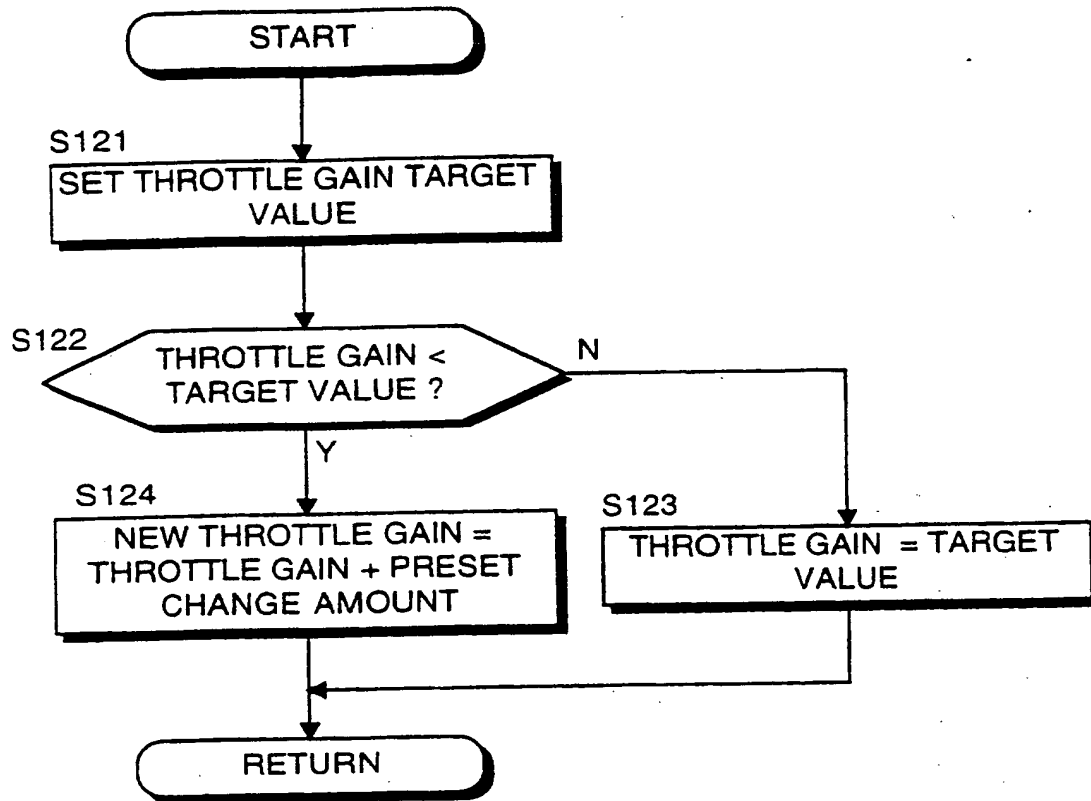 START
S121
SET THROTTLE GAIN TARGET
VALUE
S122
THROTTLE GAIN <
TARGET VALUE ?
N
Y
S124
NEW THROTTLE GAIN =
THROTTLE GAIN + PRESET
CHANGE AMOUNT
S123
THROTTLE GAIN = TARGET
VALUE
RETURN